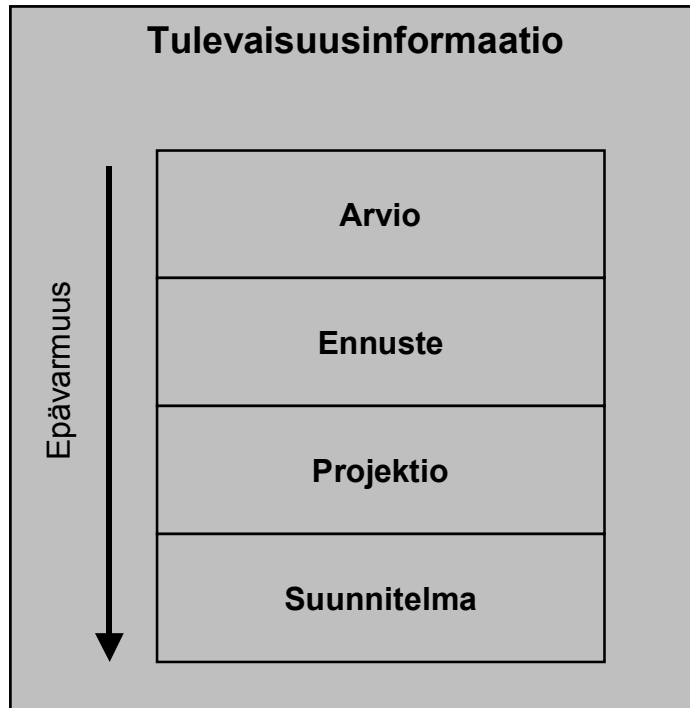 Tulevaisuusinformaatio
Epävarmuus
Arvio
Ennuste
Projektio
Suunnitelma